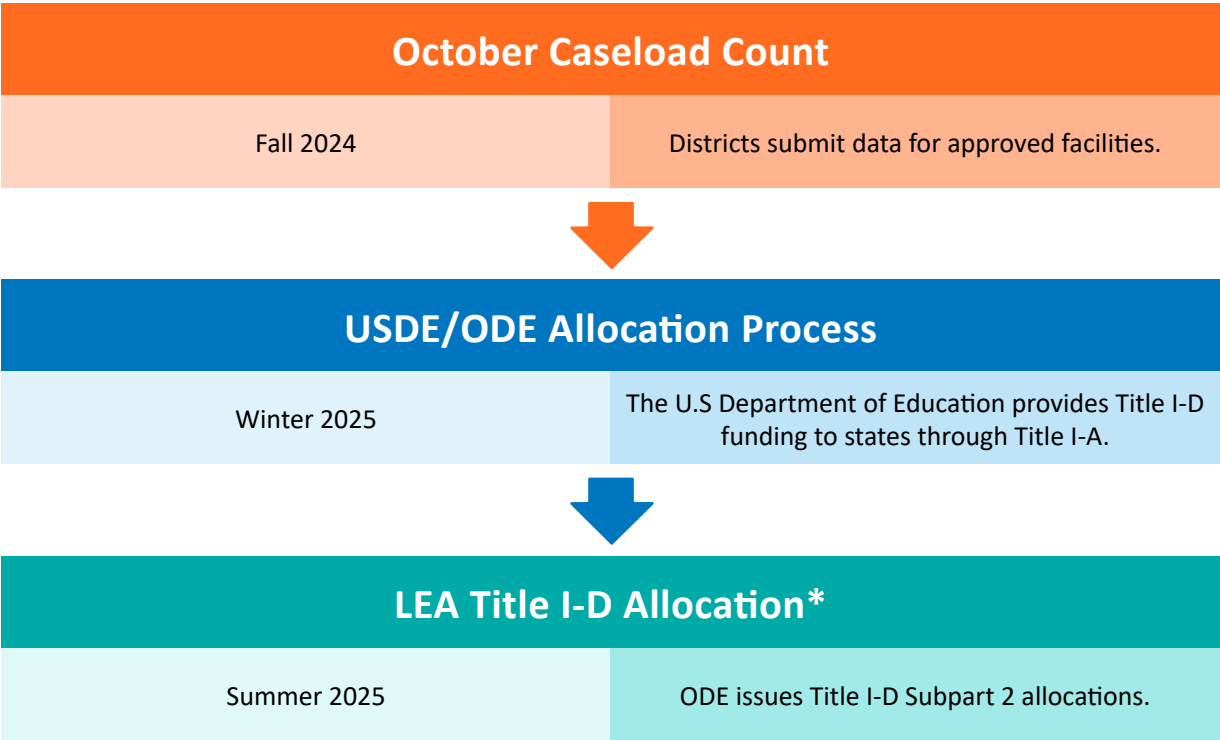 October Caseload Count
Fall 2024
Districts submit data for approved facilities.
USDE/ODE Allocation Process
Winter 2025
The U.S Department of Education provides Title I-D
funding to states through Title I-A.
LEA Title I-D Allocation*
Summer 2025
ODE issues Title I-D Subpart 2 allocations.